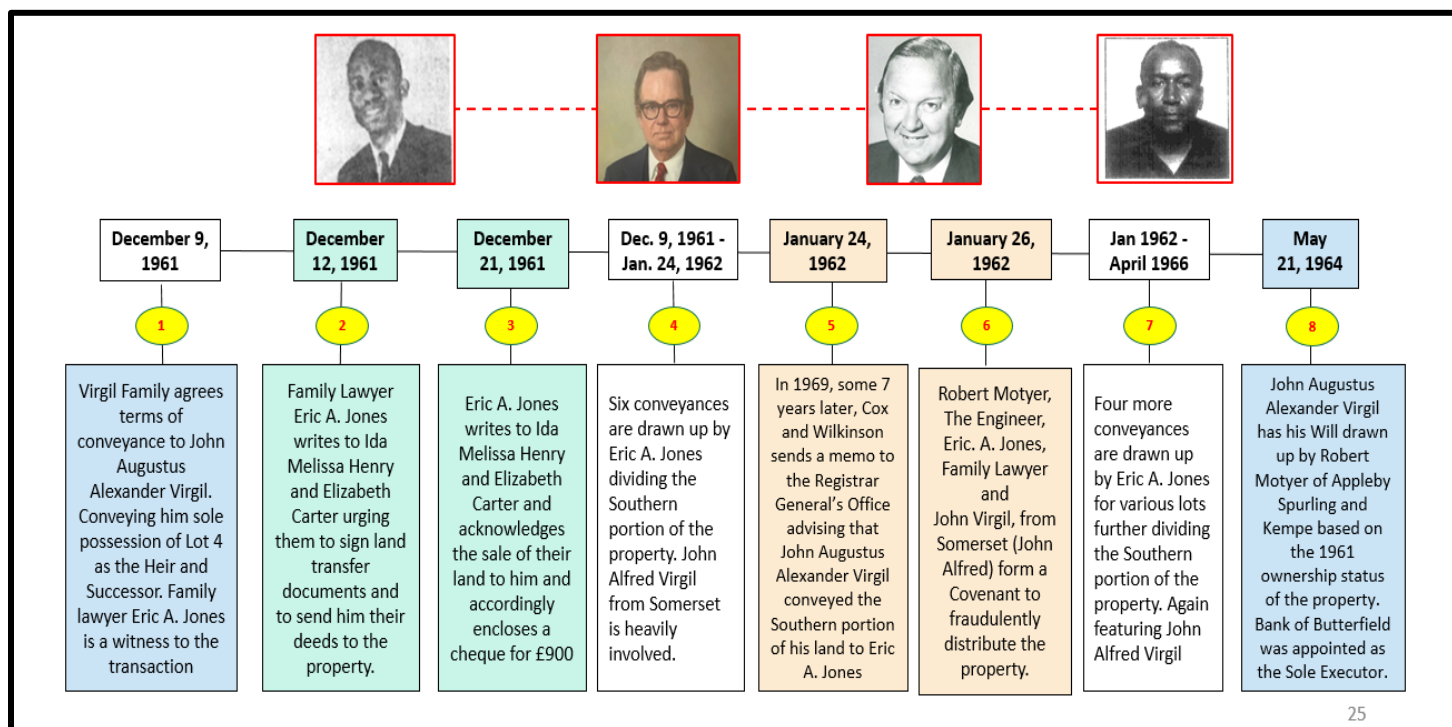 December 9,
1961
December
12, 1961
December
21, 1961
Dec. 9, 1961 -
Jan. 24, 1962
January 24,
1962
January 26,
1962
Jan 1962 -
April 1966
May
21, 1964
1
2
3
4
5
6
7
8
Virgil Family agrees
terms of
conveyance to John
Augustus
Alexander Virgil.
Conveying him sole
possession of Lot 4
as the Heir and
Successor. Family
lawyer Eric A. Jones
is a witness to the
transaction
Family Lawyer
Eric A. Jones
writes to Ida
Melissa Henry
and Elizabeth
Carter urging
them to sign land
transfer
documents and
to send him their
deeds to the
property.
Eric A. Jones
writes to Ida
Melissa Henry
and Elizabeth
Carter and
acknowledges
the sale of their
land to him and
accordingly
encloses a
cheque for £900
Six conveyances
are drawn up by
Eric A. Jones
dividing the
Southern
portion of the
property. John
Alfred Virgil
from Somerset
is heavily
involved.
In 1969, some 7
years later, Cox
and Wilkinson
sends a memo to
the Registrar
General’s Office
advising that
John Augustus
Alexander Virgil
conveyed the
Southern portion
of his land to Eric
A. Jones
Robert Motyer,
The Engineer,
Eric. A. Jones,
Family Lawyer
and
John Virgil, from
Somerset (John
Alfred) form a
Covenant to
fraudulently
distribute the
property.
Four more
conveyances
are drawn up
by Eric A. Jones
for various lots
further dividing
the Southern
portion of the
property. Again
featuring John
Alfred Virgil
John Augustus
Alexander Virgil
has his Will drawn
up by Robert
Motyer of Appleby
Spurling and
Kempe based on
the 1961
ownership status
of the property.
Bank of Butterfield
was appointed as
the Sole Executor.
25